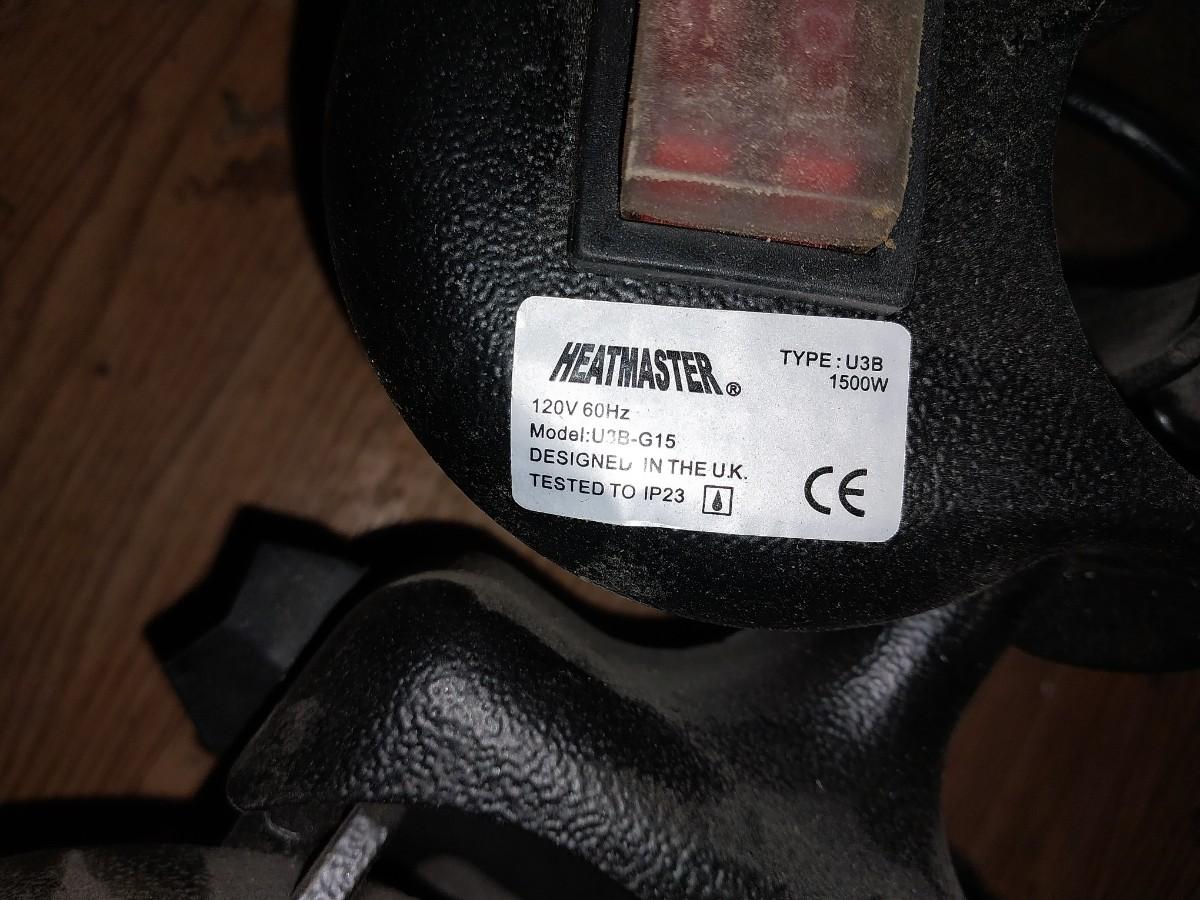 HEATMASTER®
TYPE: U3B
1500W
120V 60Hz
Model:U3B-G15
DESIGNED IN THE U.K.
TESTED TO IP23
CE